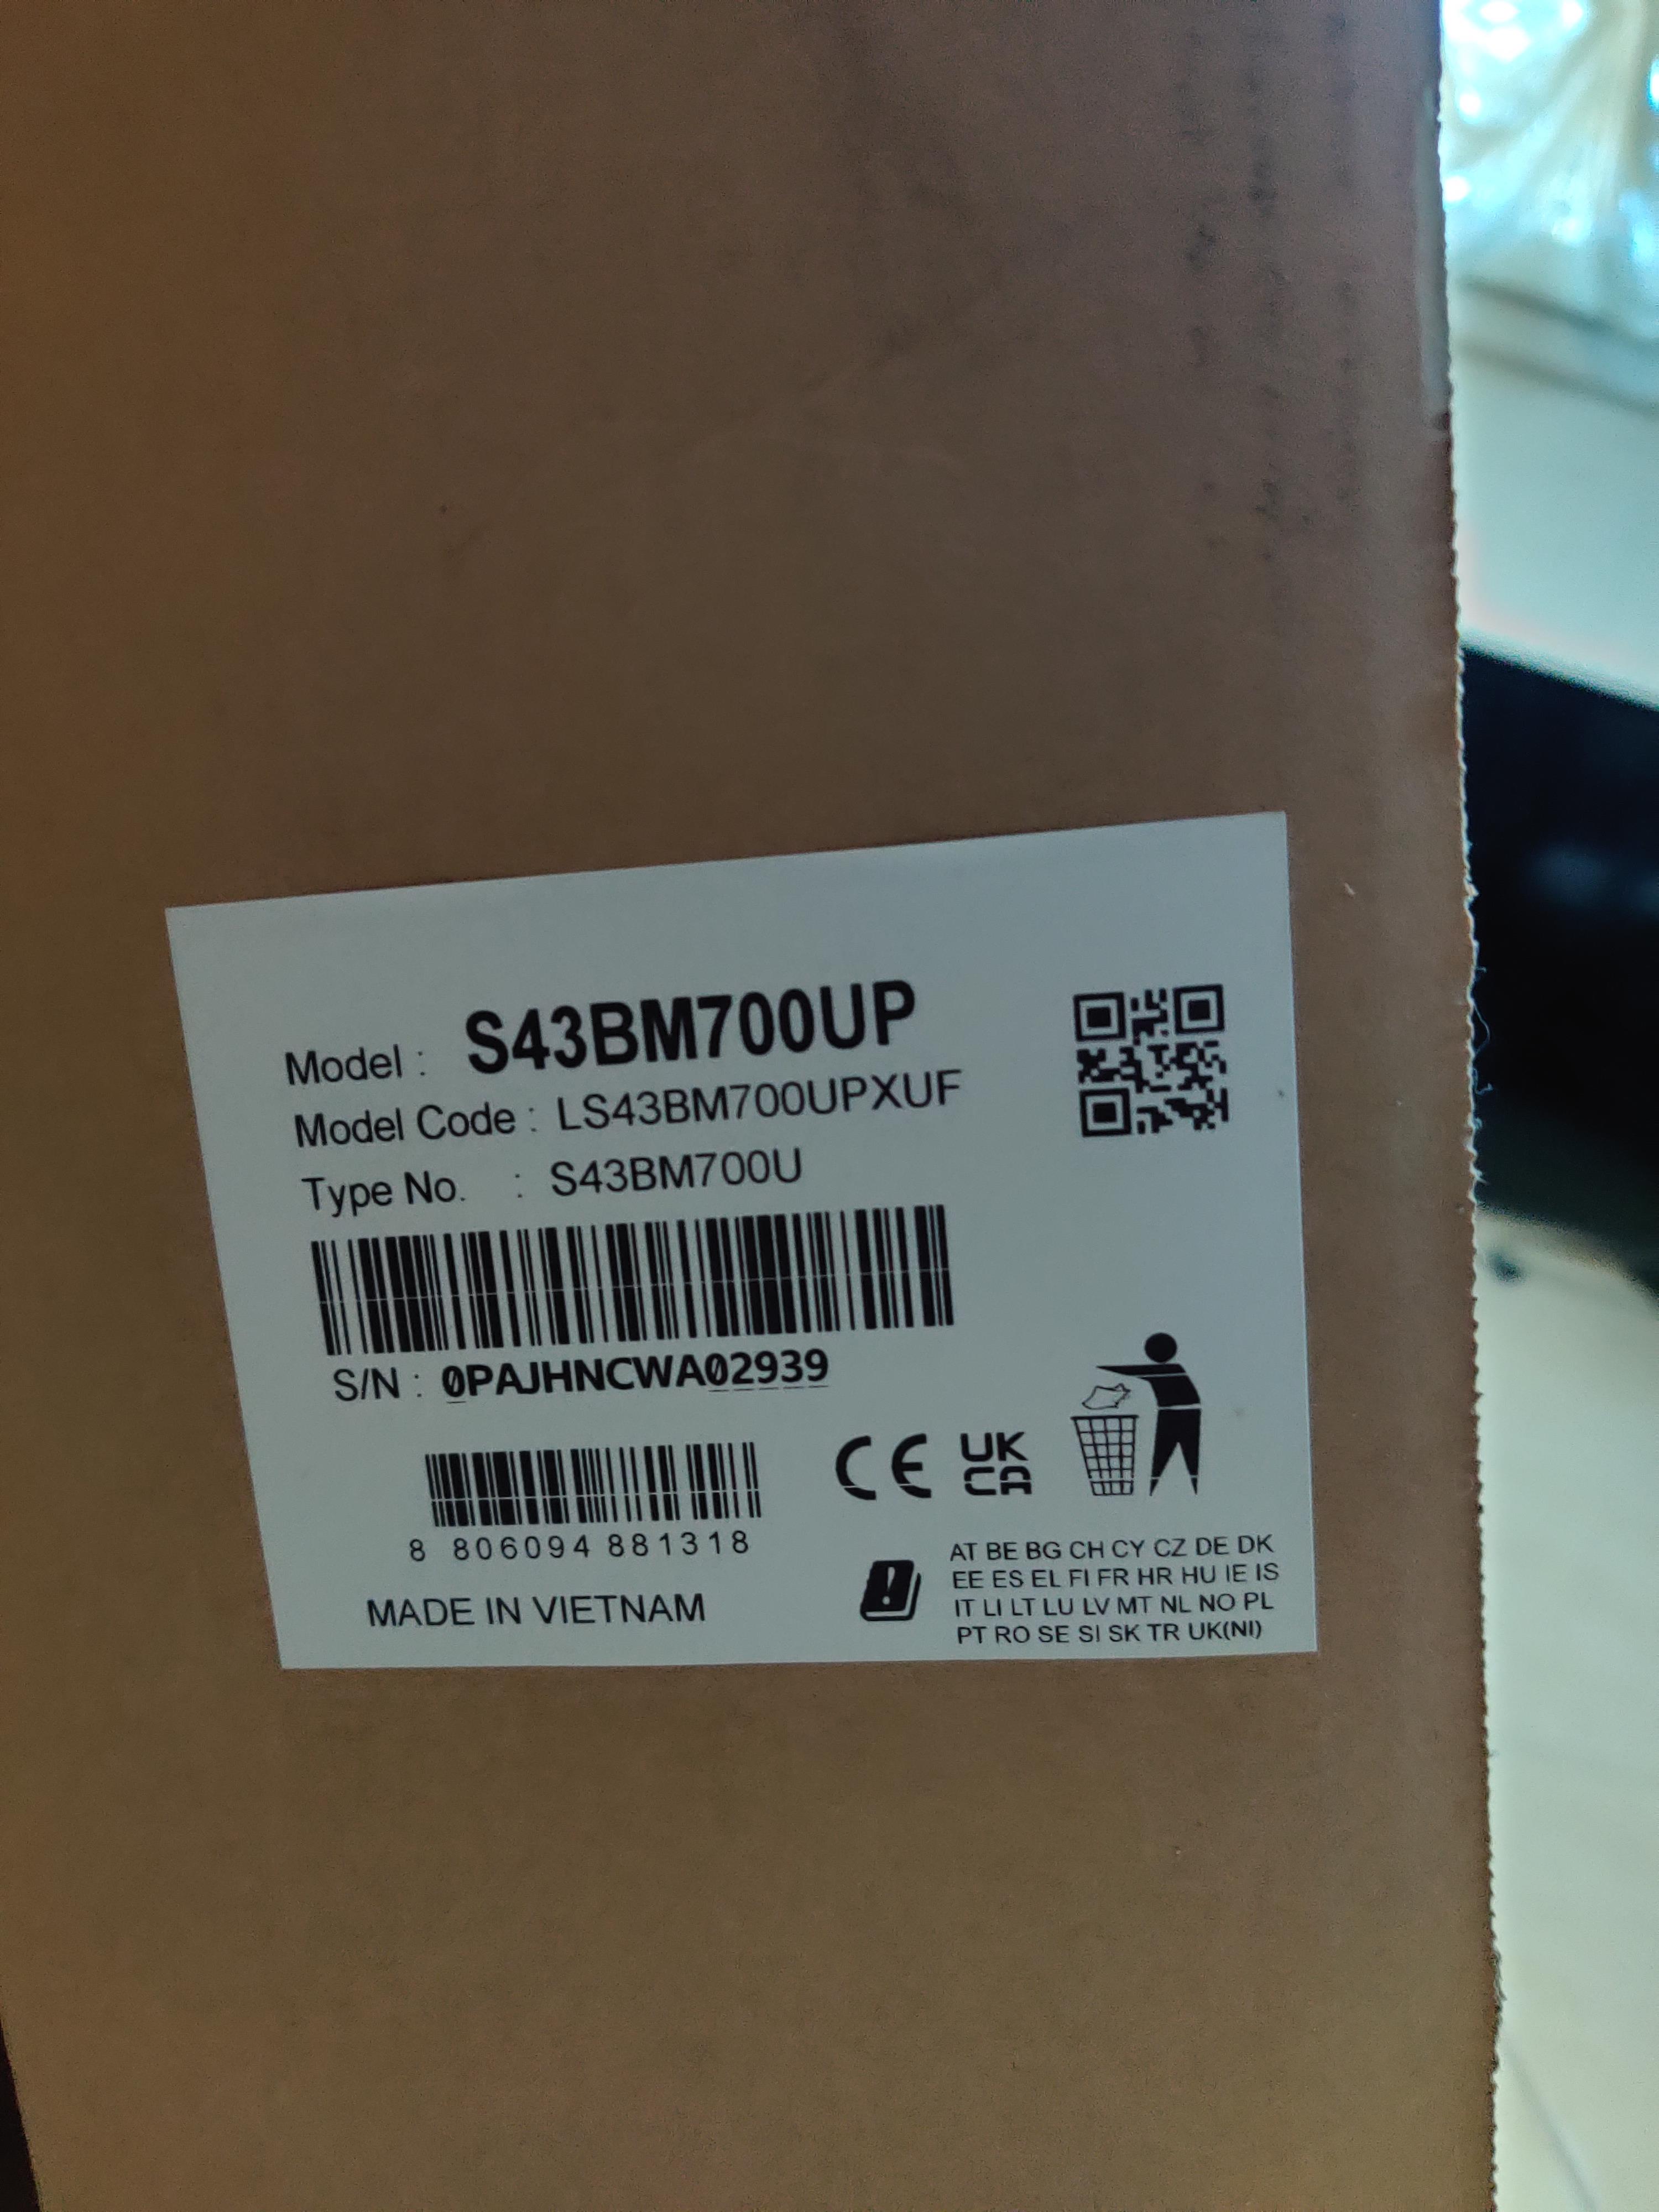 Model : S43BM700UP
Model Code : LS43BM700UPXUF
Type No. : S43BM700U
S/N : 0PAJHNCWA02939
8 806094 881318
MADE IN VIETNAM
CE
UK
CA
AT BE BG CH CY CZ DE DK
EE ES EL FI FR HR HU IE IS
IT LI LT LU LV MT NL NO PL
PT RO SE SI SK TR UK(NI)